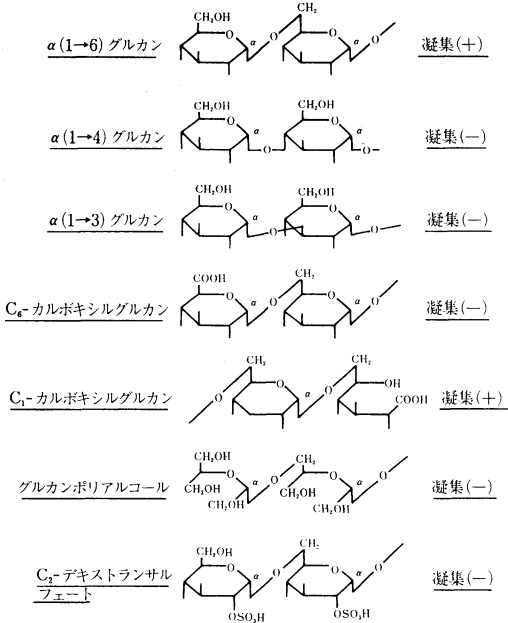 CH₂OH CH₂
α(1→6)グルカン O α O O α O 凝集(+)
CH₂OH CH₂OH
α(1→4)グルカン O α O O α O 凝集(-)
CH₂OH CH₂OH
α(1→3)グルカン O α O O α O 凝集(-)
COOH CH₂
C₆-カルボキシルグルカン O α O O α O 凝集(-)
CH₂ CH₂
C₁-カルボキシルグルカン O O α O OH COOH 凝集(+)
CH₂OH CH₂
グルカンポリアルコール O α O O α O 凝集(-)
CH₂OH CH₂OH CH₂OH CH₂OH
CH₂OH CH₂
C₂-デキストランサル O α O O α O 凝集(-)
フェート
OSO₃H OSO₃H